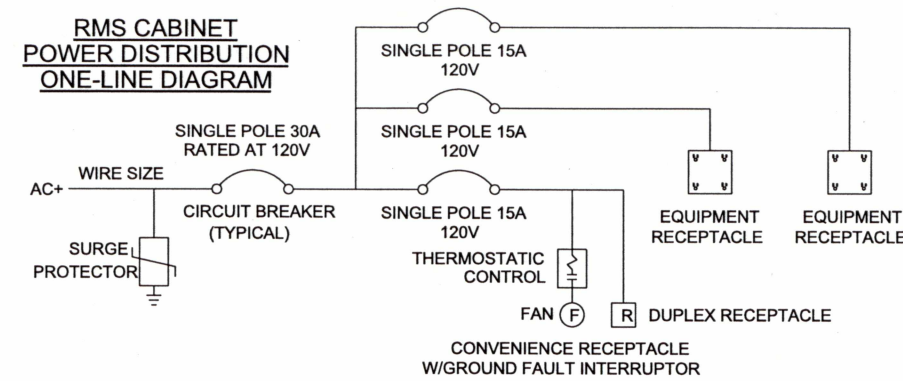 RMS CABINET
POWER DISTRIBUTION
ONE-LINE DIAGRAM
SINGLE POLE 15A
120V
SINGLE POLE 30A
RATED AT 120V
SINGLE POLE 15A
120V
AC+
WIRE SIZE
CIRCUIT BREAKER
(TYPICAL)
SINGLE POLE 15A
120V
EQUIPMENT
RECEPTACLE
EQUIPMENT
RECEPTACLE
SURGE
PROTECTOR
THERMOSTATIC
CONTROL
FAN
F
R
DUPLEX RECEPTACLE
CONVENIENCE RECEPTACLE
W/GROUND FAULT INTERRUPTOR